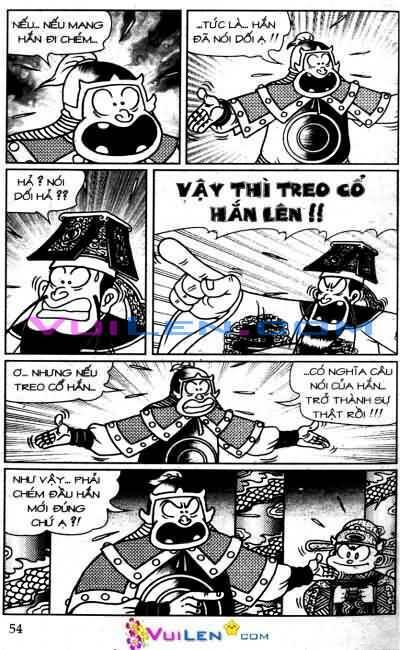 NẾU... NẾU MANG
HẮN ĐI CHÉM...
...TỨC LÀ... HẮN
ĐÃ NÓI DỐI Ạ !!
HẢ ? NÓI
DỐI HẢ ??
VẬY THÌ TREO CỔ
HẮN LÊN !!
VUILEN.COM
Ơ... NHƯNG NẾU
TREO CỔ HẮN...
...CÓ NGHĨA CÂU
NÓI CỦA HẮN...
TRỞ THÀNH SỰ
THẬT RỒI !!!
NHƯ VẬY... PHẢI
CHÉM ĐẦU HẮN
MỚI ĐÚNG
CHỨ Ạ ?!
54
VUILEN.COM